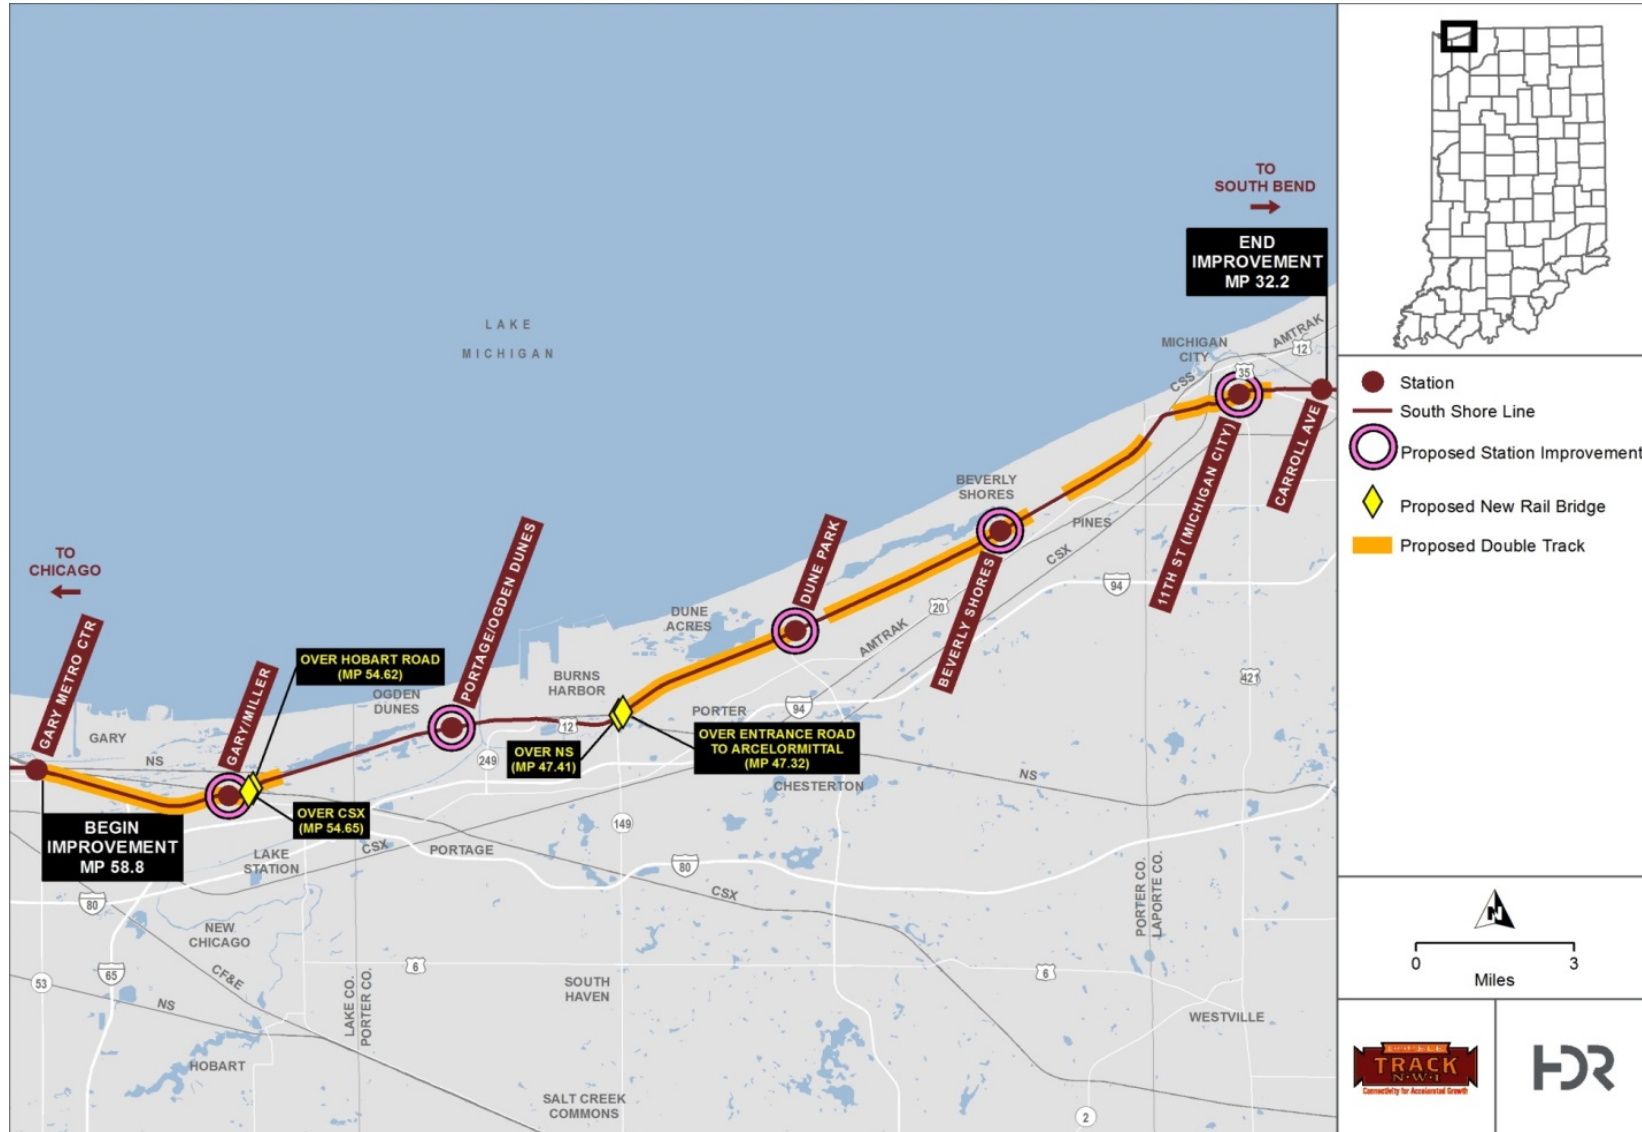 TO
SOUTH BEND
END
IMPROVEMENT
MP 32.2
LAKE
MICHIGAN
MICHIGAN
CITY
AMTRAK
12
35
CSS
CARROLL AVE
11TH ST (MICHIGAN CITY)
BEVERLY
SHORES
PINES
CSX
94
20
AMTRAK
BEVERLY SHORES
DUNE PARK
DUNE
ACRES
PORTAGE/OGDEN DUNES
TO
CHICAGO
GARY METRO CTR
GARY/MILLER
OVER HOBART ROAD
(MP 54.62)
OGDEN
DUNES
BURNS
HARBOR
12
PORTER
94
421
GARY
NS
249
OVER NS
(MP 47.41)
OVER ENTRANCE ROAD
TO ARCELORMITTAL
(MP 47.32)
NS
CHESTERTON
OVER CSX
(MP 54.65)
BEGIN
IMPROVEMENT
MP 58.8
LAKE
STATION
CSX
PORTAGE
149
80
CSX
80
NEW
CHICAGO
65
CF&E
53
NS
6
LAKE CO.
PORTER CO.
PORTER CO.
LAPORTE CO.
6
SOUTH
HAVEN
WESTVILLE
HOBART
SALT CREEK
COMMONS
2
Station
South Shore Line
Proposed Station Improvement
Proposed New Rail Bridge
Proposed Double Track
N
0 3
Miles
DOUBLE
TRACK
N·W·I
Connectivity for Accelerated Growth
HDR